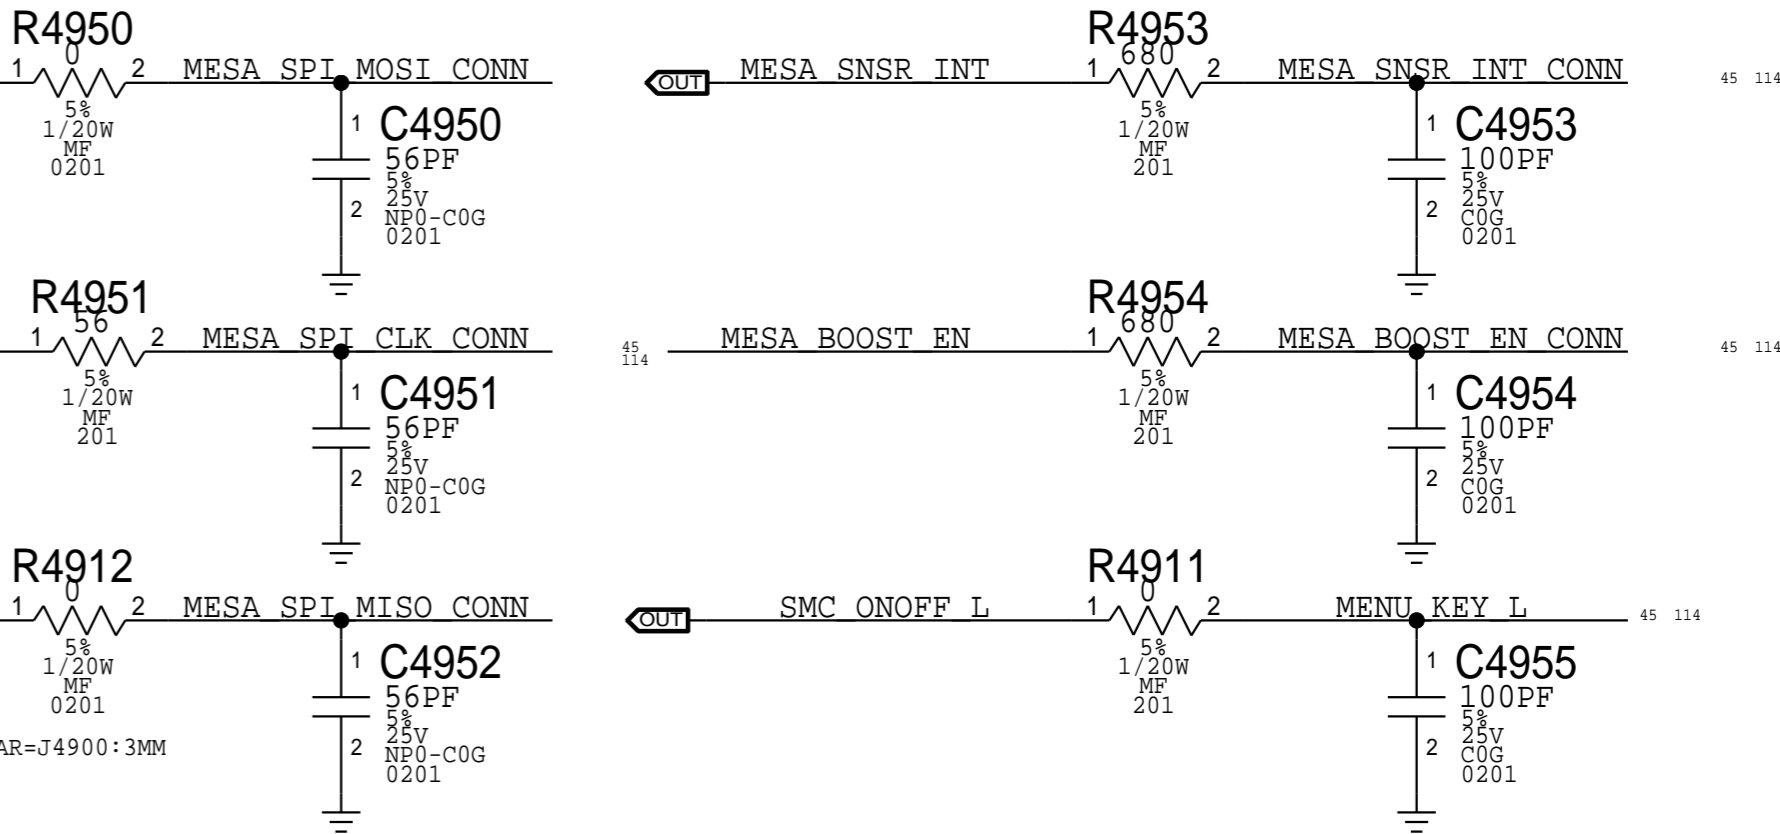 R4950
0
1 2 MESA_SPI_MOSI_CONN
5%
1/20W
MF
0201
1 C4950
56PF
5%
25V
2 NP0-C0G
0201
R4953
680
OUT MESA_SNSR_INT 1 2 MESA_SNSR_INT_CONN 45 114
5%
1/20W
MF
201
1 C4953
100PF
5%
25V
2 C0G
0201
R4951
56
1 2 MESA_SPI_CLK_CONN
5%
1/20W
MF
201
1 C4951
56PF
5%
25V
2 NP0-C0G
0201
R4954
680
45
114
MESA_BOOST_EN 1 2 MESA_BOOST_EN_CONN 45 114
5%
1/20W
MF
201
1 C4954
100PF
5%
25V
2 C0G
0201
R4912
0
1 2 MESA_SPI_MISO_CONN
5%
1/20W
MF
0201
AR=J4900:3MM
1 C4952
56PF
5%
25V
2 NP0-C0G
0201
R4911
0
OUT SMC_ONOFF_L 1 2 MENU_KEY_L 45 114
5%
1/20W
MF
201
1 C4955
100PF
5%
25V
2 C0G
0201